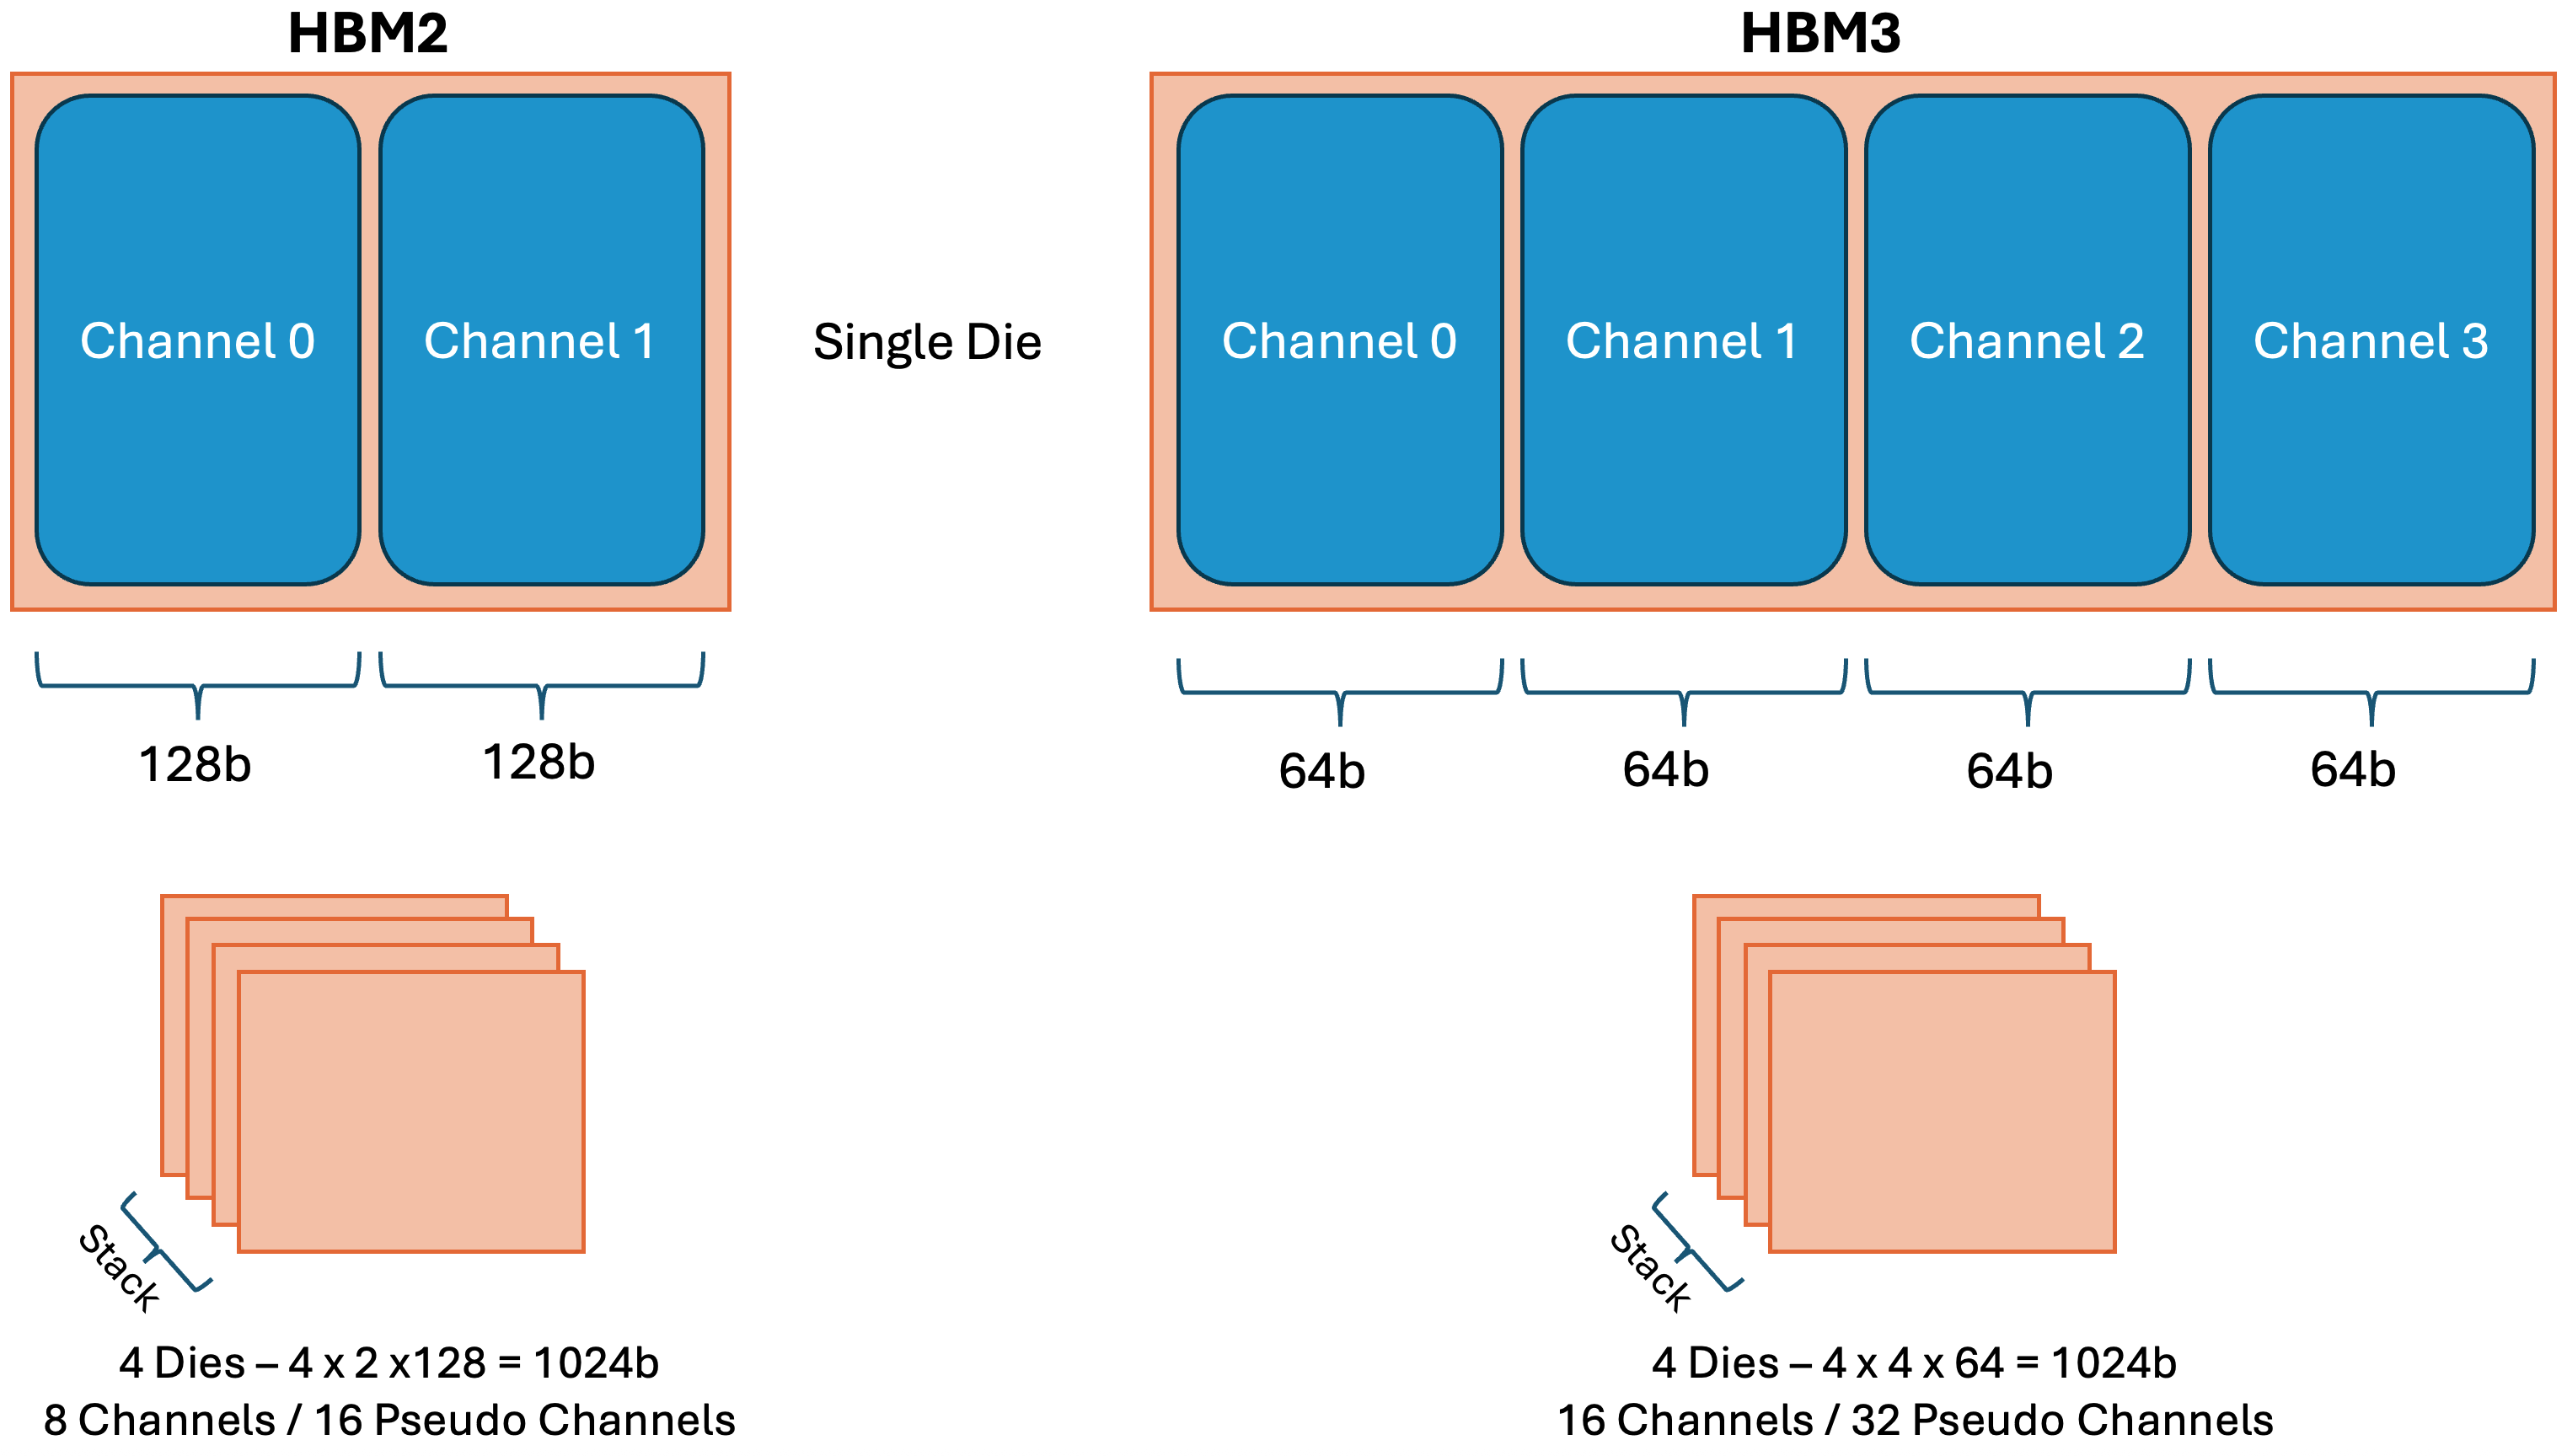 HBM2
HBM3
Channel 0
Channel 1
Single Die
Channel 0
Channel 1
Channel 2
Channel 3
128b
128b
64b
64b
64b
64b
Stack
Stack
4 Dies – 4 x 2 x128 = 1024b
8 Channels / 16 Pseudo Channels
4 Dies – 4 x 4 x 64 = 1024b
16 Channels / 32 Pseudo Channels